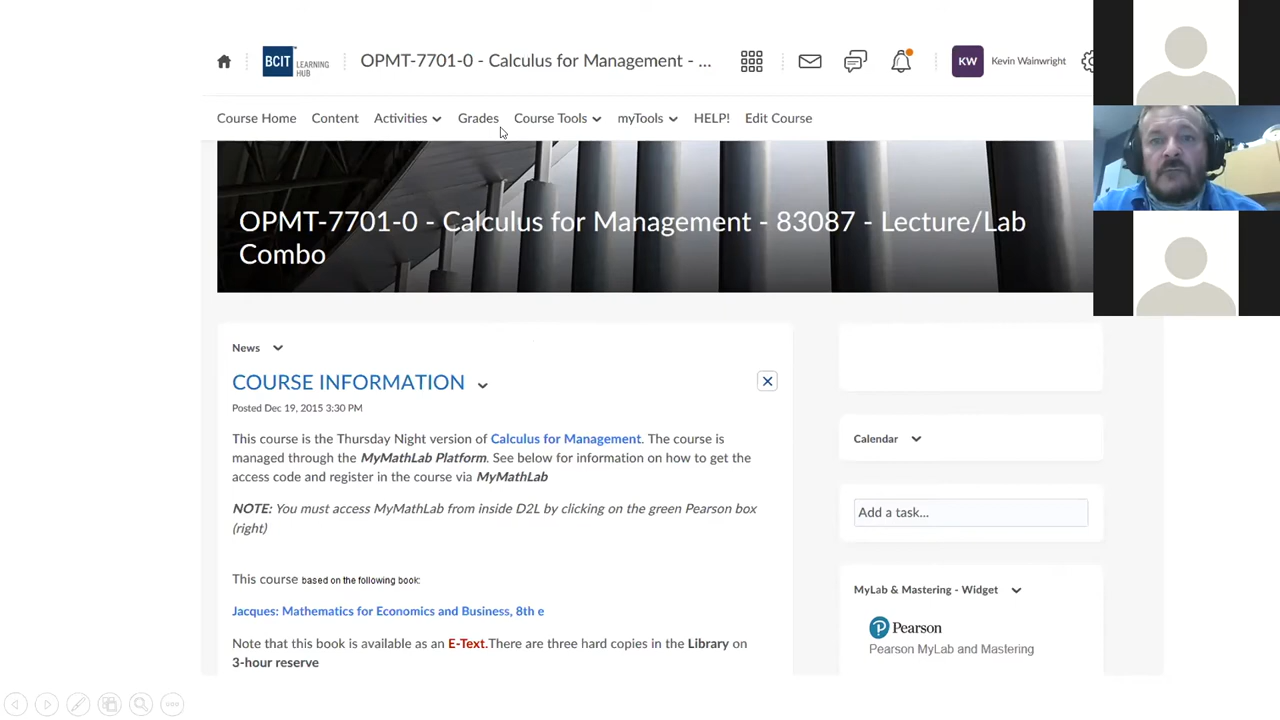 BCIT LEARNING HUB
OPMT-7701-0 - Calculus for Management - ...
KW
Kevin Wainwright
Course Home
Content
Activities
Grades
Course Tools
myTools
HELP!
Edit Course
OPMT-7701-0 - Calculus for Management - 83087 - Lecture/Lab
Combo
News
COURSE INFORMATION
Posted Dec 19, 2015 3:30 PM
This course is the Thursday Night version of Calculus for Management. The course is
managed through the MyMathLab Platform. See below for information on how to get the
access code and register in the course via MyMathLab
NOTE: You must access MyMathLab from inside D2L by clicking on the green Pearson box
(right)
This course based on the following book:
Jacques: Mathematics for Economics and Business, 8th e
Note that this book is available as an E-Text.There are three hard copies in the Library on
3-hour reserve
Calendar
Add a task...
MyLab & Mastering - Widget
Pearson
Pearson MyLab and Mastering